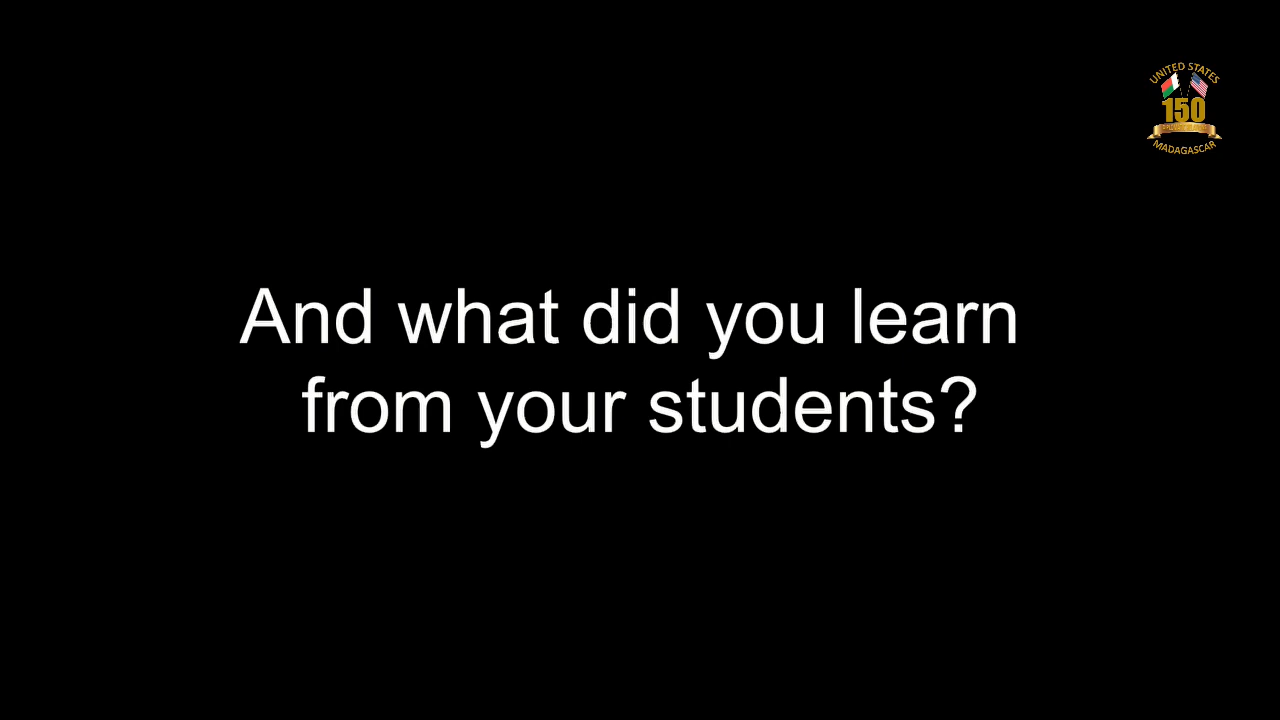 UNITED STATES
150
MADAGASCAR
And what did you learn
from your students?